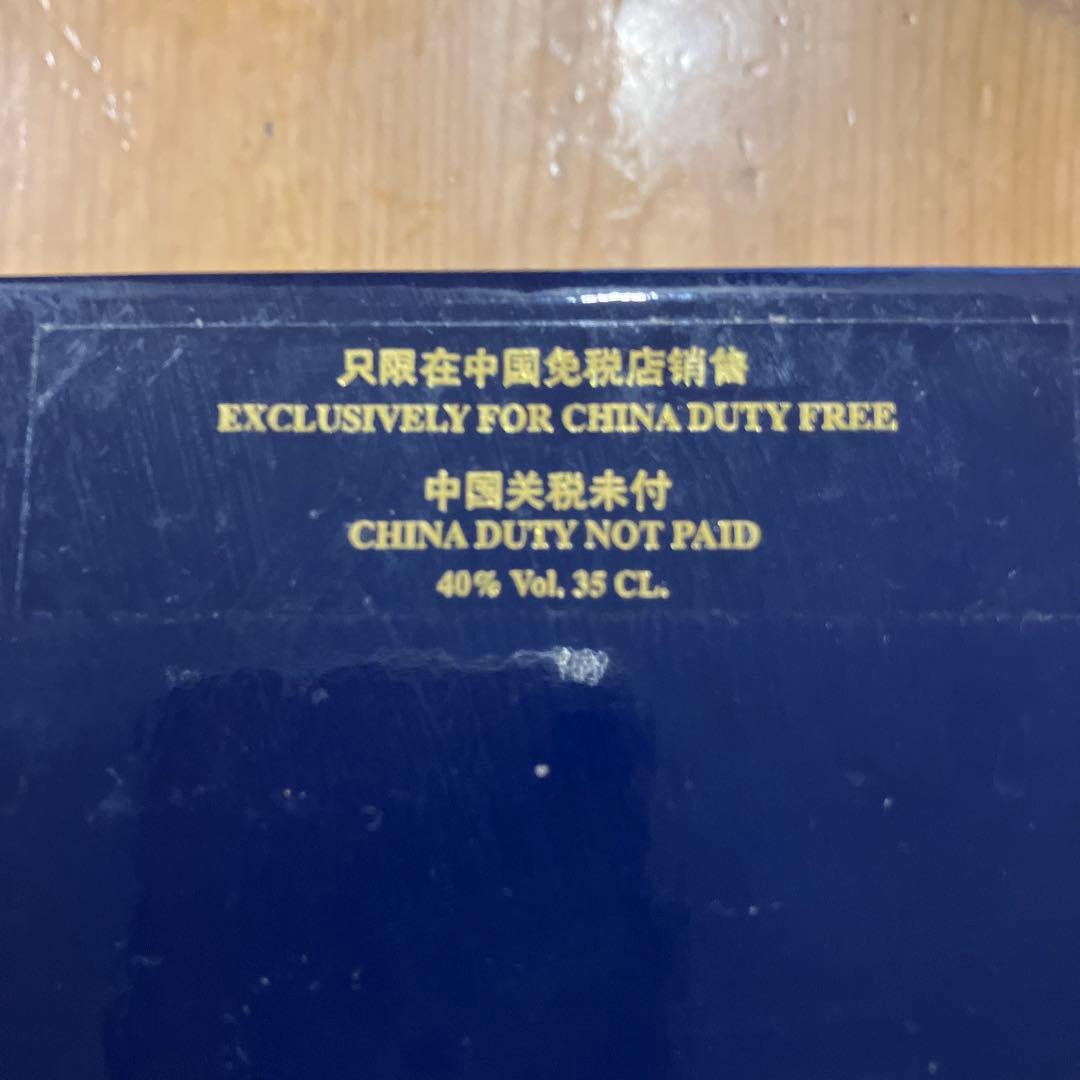 只限在中国免税店销售
EXCLUSIVELY FOR CHINA DUTY FREE
中国关税未付
CHINA DUTY NOT PAID
40% Vol. 35 CL.